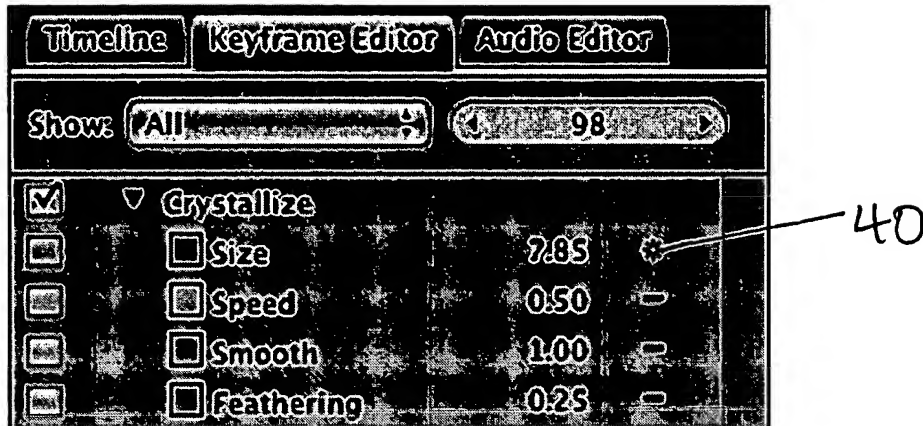 Timeline Keyframe Editor Audio Editor
Show: All 98
Crystallize
Size 7.85 40
Speed 0.50
Smooth 1.00
Feathering 0.25